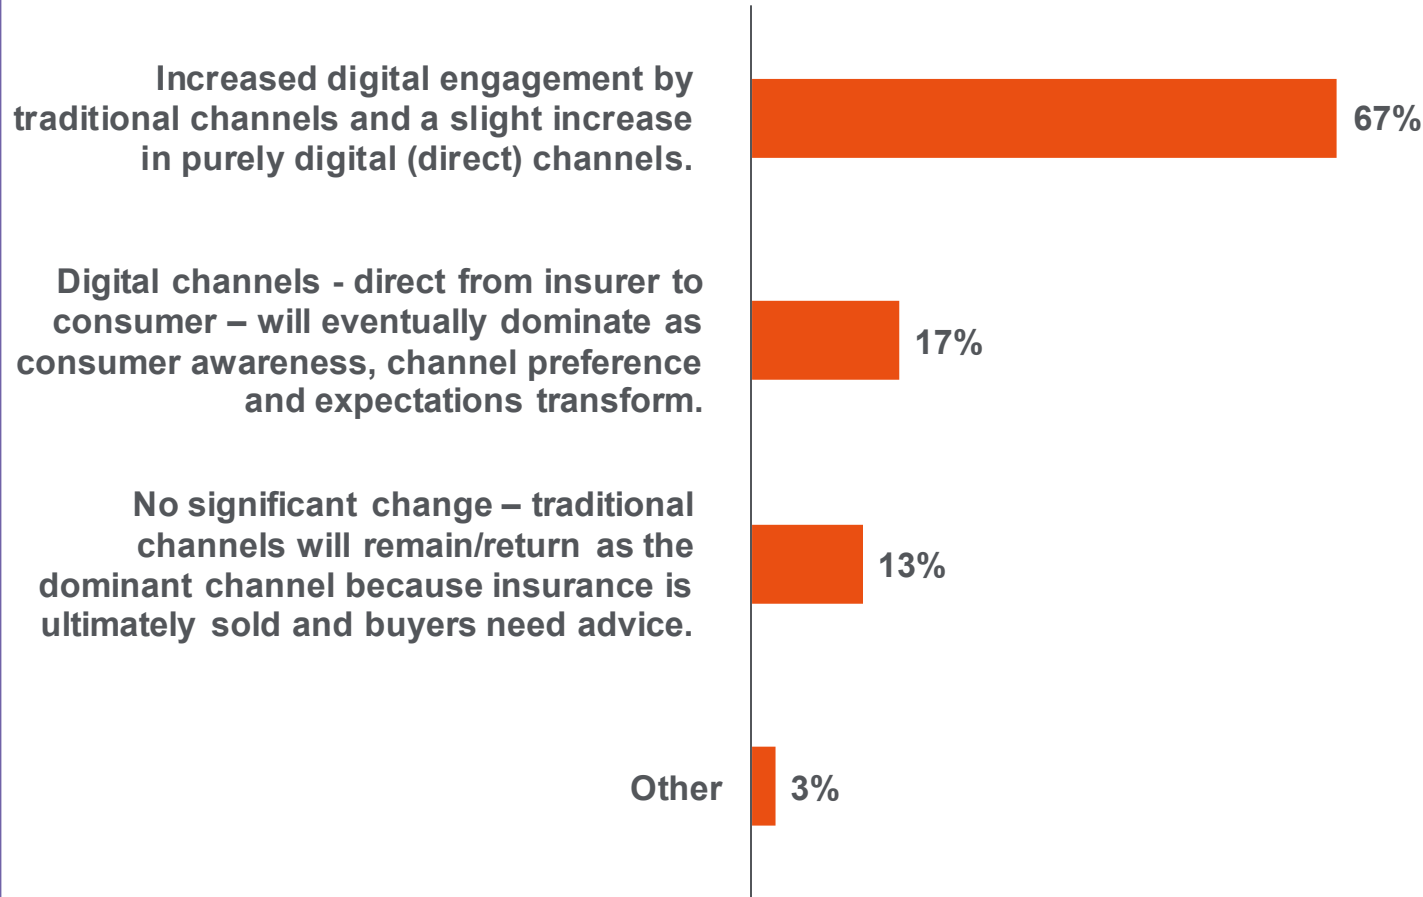 Increased digital engagement by
traditional channels and a slight increase
in purely digital (direct) channels.
67%
Digital channels - direct from insurer to
consumer – will eventually dominate as
consumer awareness, channel preference
and expectations transform.
17%
No significant change – traditional
channels will remain/return as the
dominant channel because insurance is
ultimately sold and buyers need advice.
13%
Other
3%